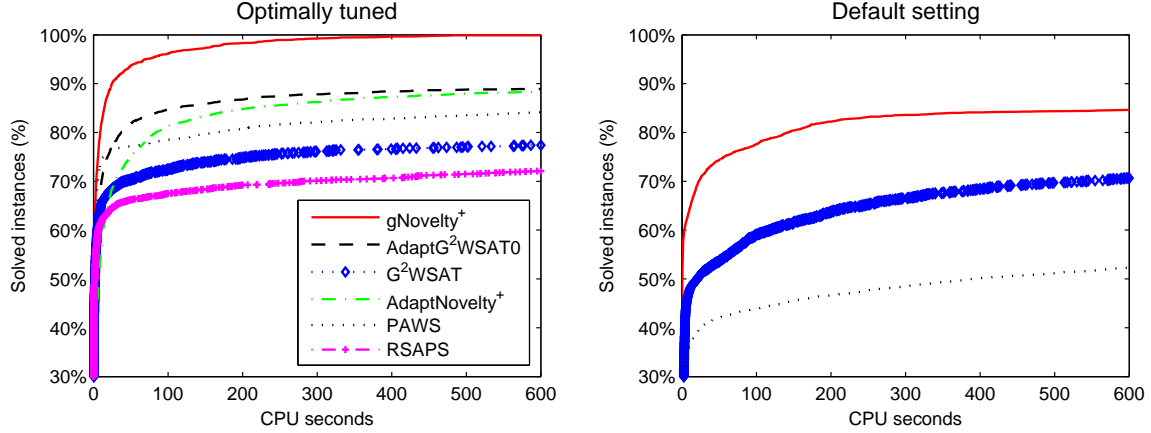 Optimally tuned
100%
90%
80%
70%
60%
50%
40%
30%
Solved instances (%)
0 100 200 300 400 500 600
CPU seconds
gNovelty+
AdaptG2WSAT0
G2WSAT
AdaptNovelty+
PAWS
RSAPS
Default setting
100%
90%
80%
70%
60%
50%
40%
30%
Solved instances (%)
0 100 200 300 400 500 600
CPU seconds